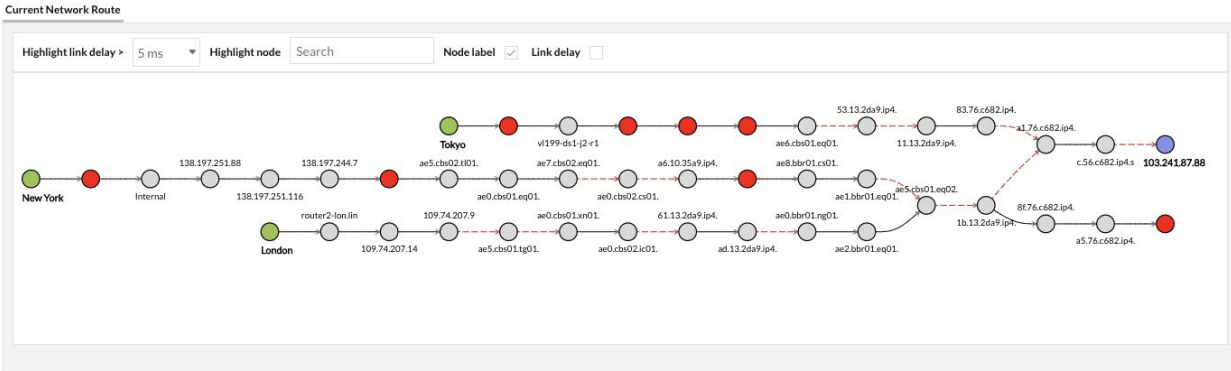 Current Network Route
Highlight link delay > 5 ms Highlight node Search Node label Link delay
53.13.2da9.ip4. 83.76.c682.ip4.
a1.76.c682.ip4.
Tokyo vl199-ds1-j2-r1 ae6.cbs01.eq01. 11.13.2da9.ip4.
138.197.251.88 138.197.244.7 ae5.cbs02.tl01. ae7.cbs02.eq01. a6.10.35a9.ip4. ae8.bbr01.cs01. c.56.c682.ip4.s 103.241.87.88
ae5.cbs01.eq02.
New York Internal 138.197.251.116 ae0.cbs01.eq01. ae0.cbs02.cs01. ae1.bbr01.eq01.
router2-lon.lin 109.74.207.9 ae0.cbs01.xn01. 61.13.2da9.ip4. ae0.bbr01.ng01. 8f.76.c682.ip4.
1b.13.2da9.ip4.
London 109.74.207.14 ae5.cbs01.tg01. ae0.cbs02.ic01. ad.13.2da9.ip4. ae2.bbr01.eq01. a5.76.c682.ip4.